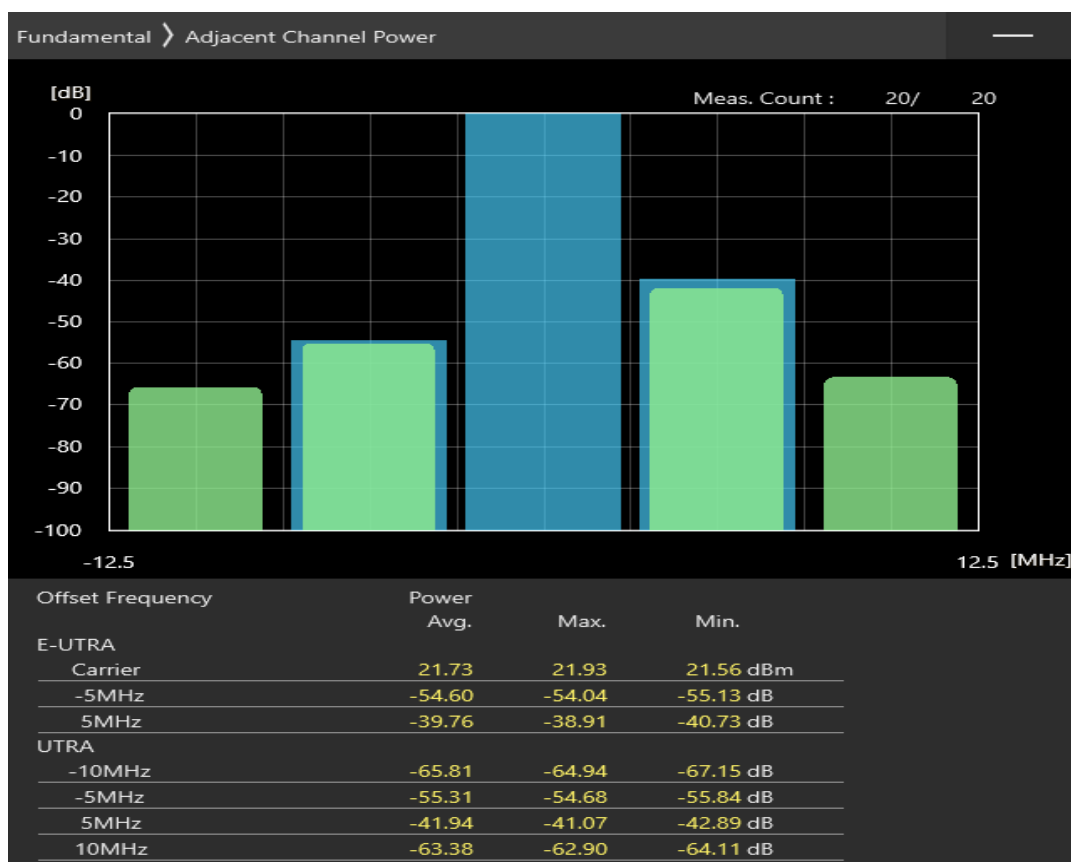 Fundamental 〉 Adjacent Channel Power
[dB]
Meas. Count : 20/ 20
0
-10
-20
-30
-40
-50
-60
-70
-80
-90
-100
-12.5 12.5 [MHz]
Offset Frequency Power
Avg. Max. Min.
E-UTRA
Carrier 21.73 21.93 21.56 dBm
-5MHz -54.60 -54.04 -55.13 dB
5MHz -39.76 -38.91 -40.73 dB
UTRA
-10MHz -65.81 -64.94 -67.15 dB
-5MHz -55.31 -54.68 -55.84 dB
5MHz -41.94 -41.07 -42.89 dB
10MHz -63.38 -62.90 -64.11 dB